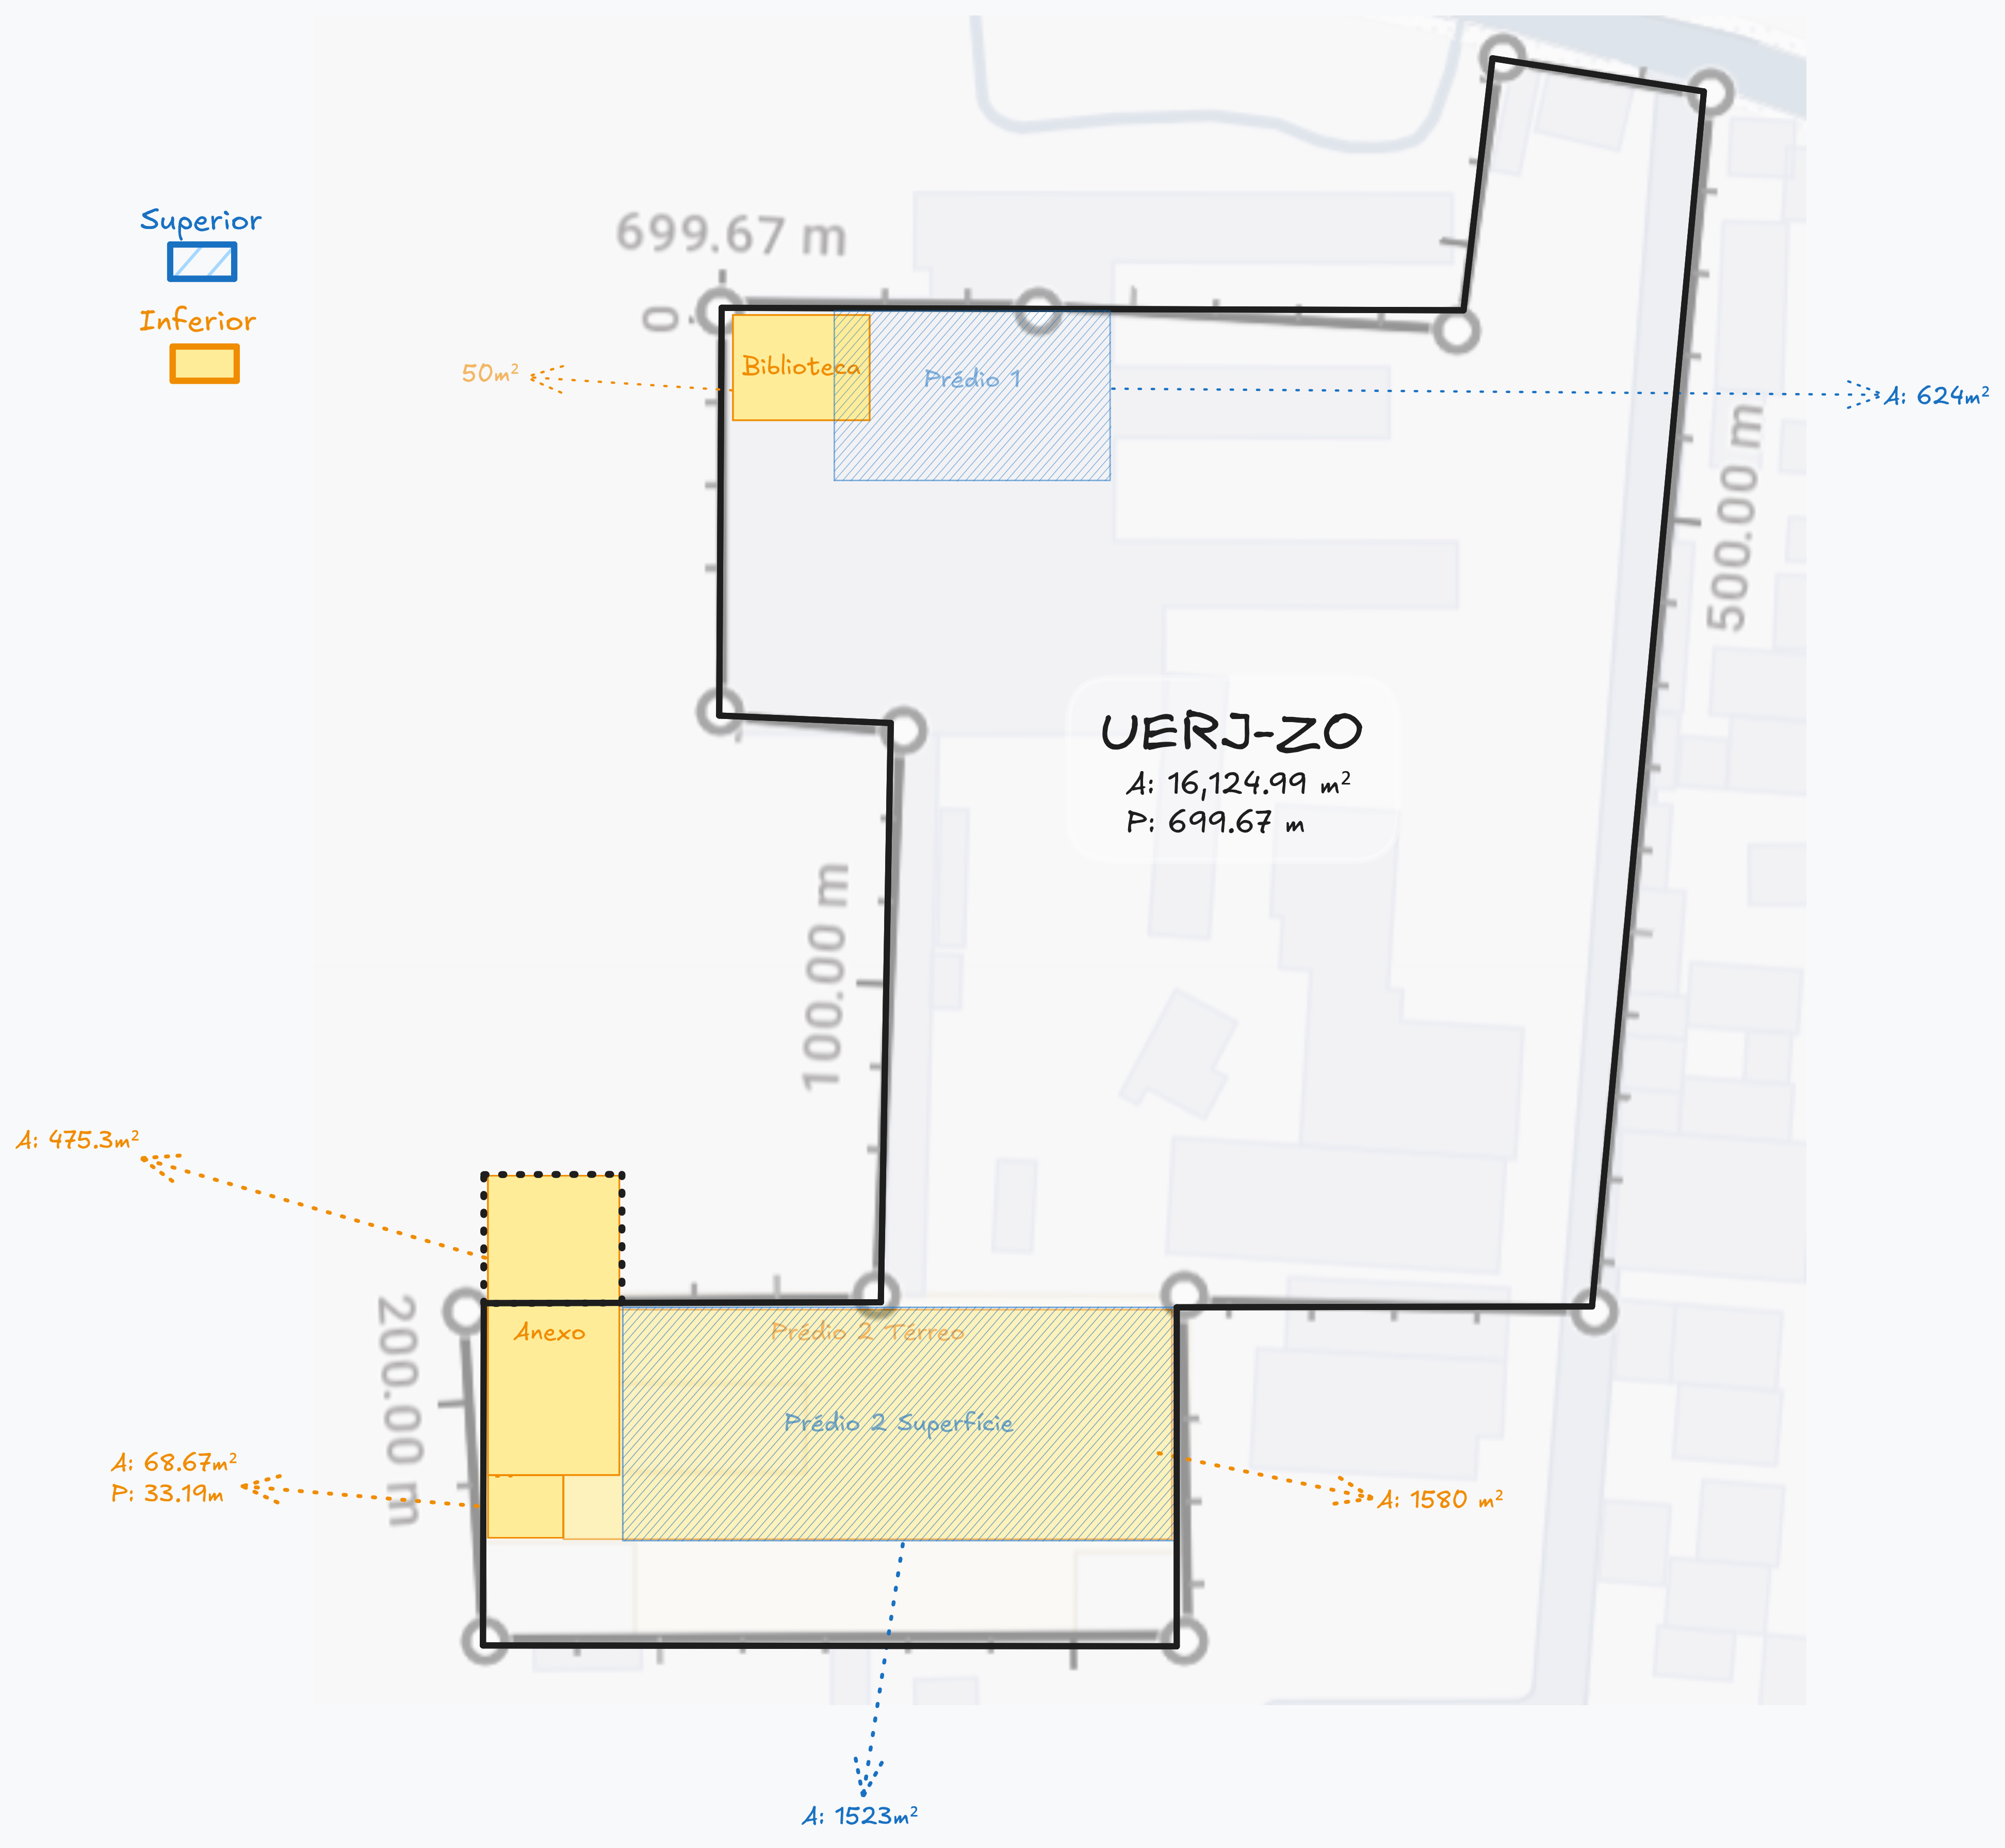 699.67 m
0
Superior
Inferior
50m²
Biblioteca
Prédio 1
A: 624m²
500.00 m
UERJ-ZO
A: 16,124.99 m²
P: 699.67 m
100.00 m
A: 475.3m²
200.00 m
Anexo
Prédio 2 Térreo
Prédio 2 Superfície
A: 68.67m²
P: 33.19m
A: 1580 m²
A: 1523m²